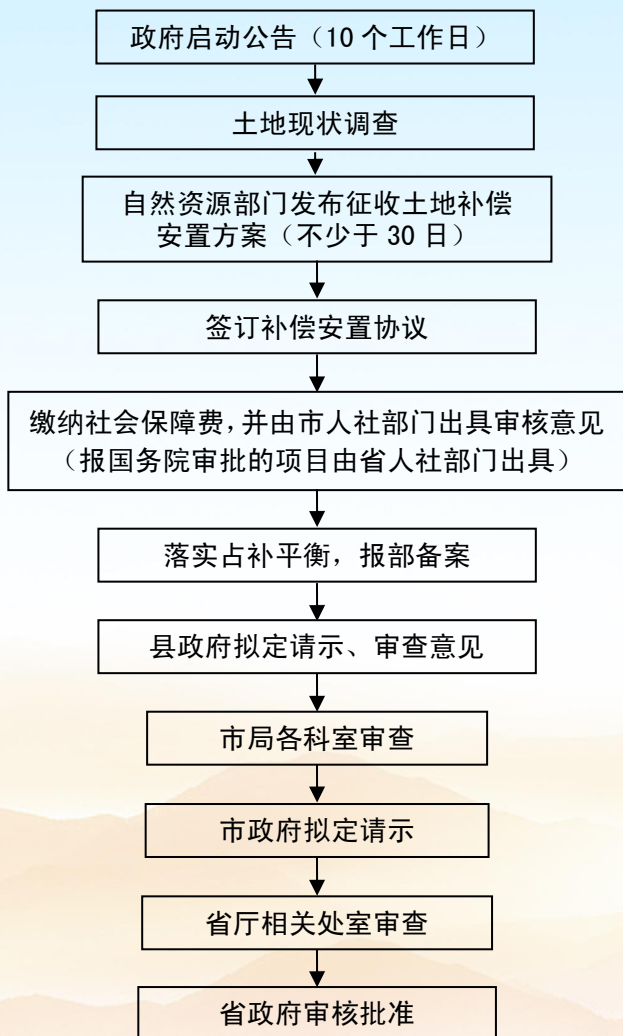 政府启动公告（10 个工作日）
土地现状调查
自然资源部门发布征收土地补偿
安置方案（不少于 30 日）
签订补偿安置协议
缴纳社会保障费，并由市人社部门出具审核意见
（报国务院审批的项目由省人社部门出具）
落实占补平衡，报部备案
县政府拟定请示、审查意见
市局各科室审查
市政府拟定请示
省厅相关处室审查
省政府审核批准